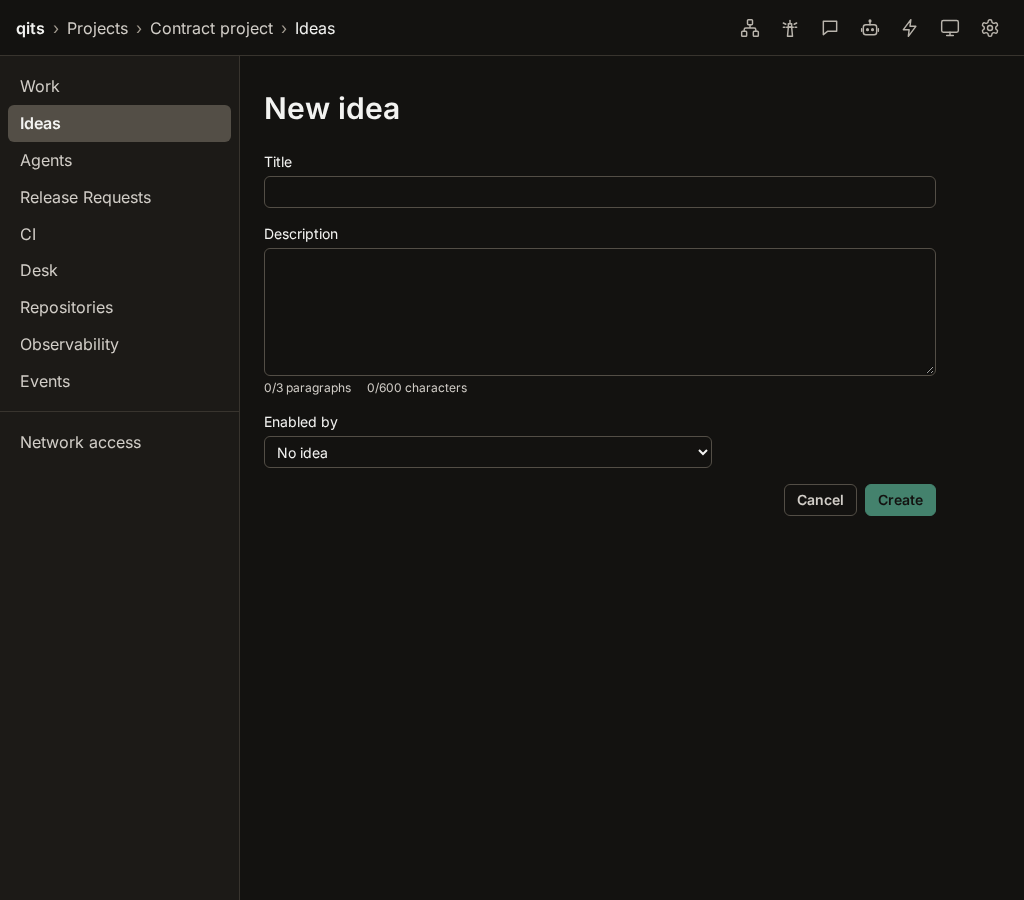 qits › Projects › Contract project › Ideas
Work
Ideas
Agents
Release Requests
CI
Desk
Repositories
Observability
Events
Network access
New idea
Title
Description
0/3 paragraphs 0/600 characters
Enabled by
No idea
Cancel Create